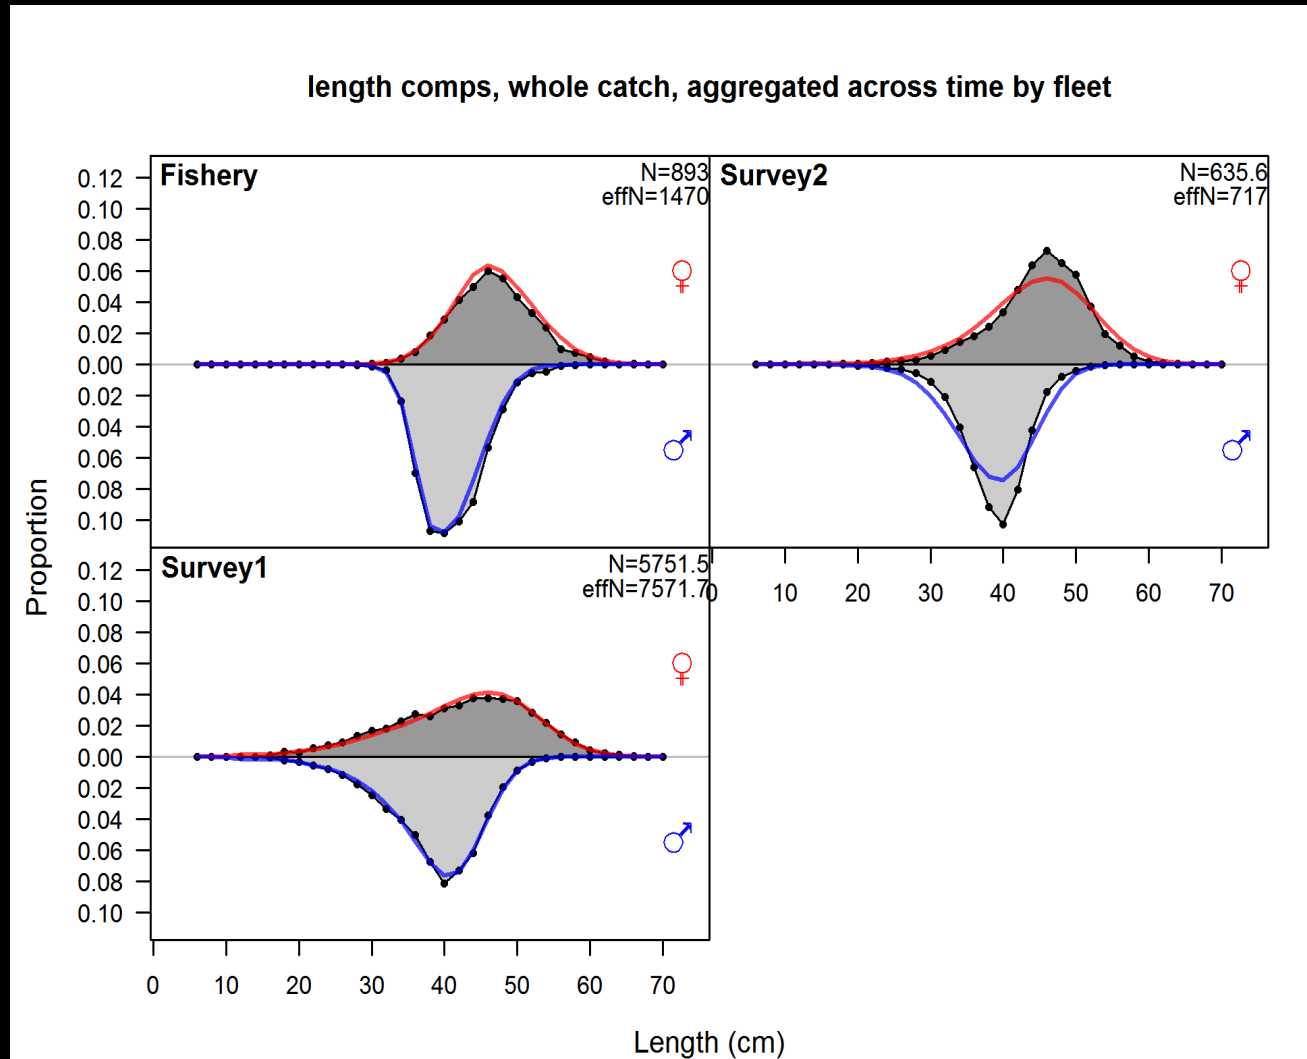 length comps, whole catch, aggregated across time by fleet
Fishery
N=893
effN=1470
0.12
0.10
0.08
0.06
0.04
0.02
0.00
0.02
0.04
0.06
0.08
0.10
♀
♂
Survey2
N=635.6
effN=717
♀
♂
0 10 20 30 40 50 60 70
Survey1
N=5751.5
effN=7571.7
0.12
0.10
0.08
0.06
0.04
0.02
0.00
0.02
0.04
0.06
0.08
0.10
♀
♂
0 10 20 30 40 50 60 70
Proportion
Length (cm)